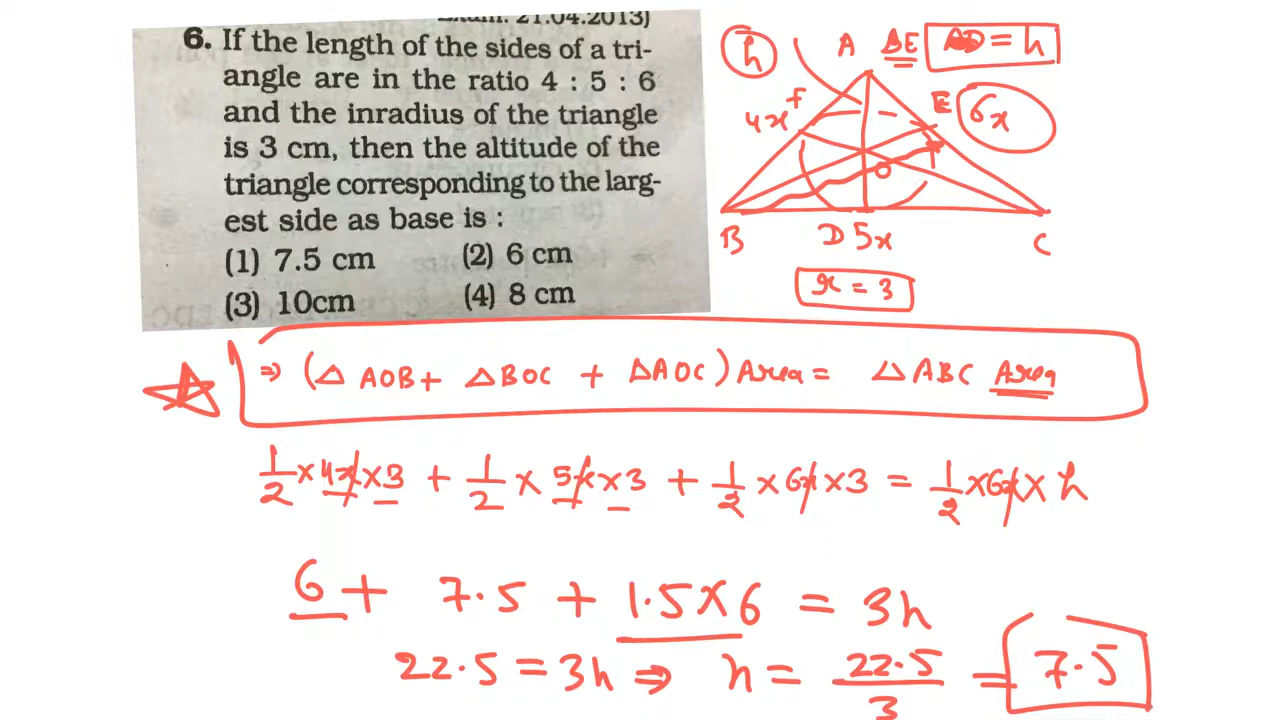 Exam. 21.04.2013)
6. If the length of the sides of a tri-
angle are in the ratio 4 : 5 : 6
and the inradius of the triangle
is 3 cm, then the altitude of the
triangle corresponding to the larg-
est side as base is :
(1) 7.5 cm (2) 6 cm
(3) 10cm (4) 8 cm
h A BE AD = h
4x F E 6x
O
B D 5x C
r = 3
⇒ (△ AOB + △ BOC + △AOC) Area = △ ABC Area
1/2 × 4x × 3 + 1/2 × 5x × 3 + 1/2 × 6x × 3 = 1/2 × 6x × h
6 + 7.5 + 1.5×6 = 3h
22.5 = 3h ⇒ h = 22.5/3 = 7.5